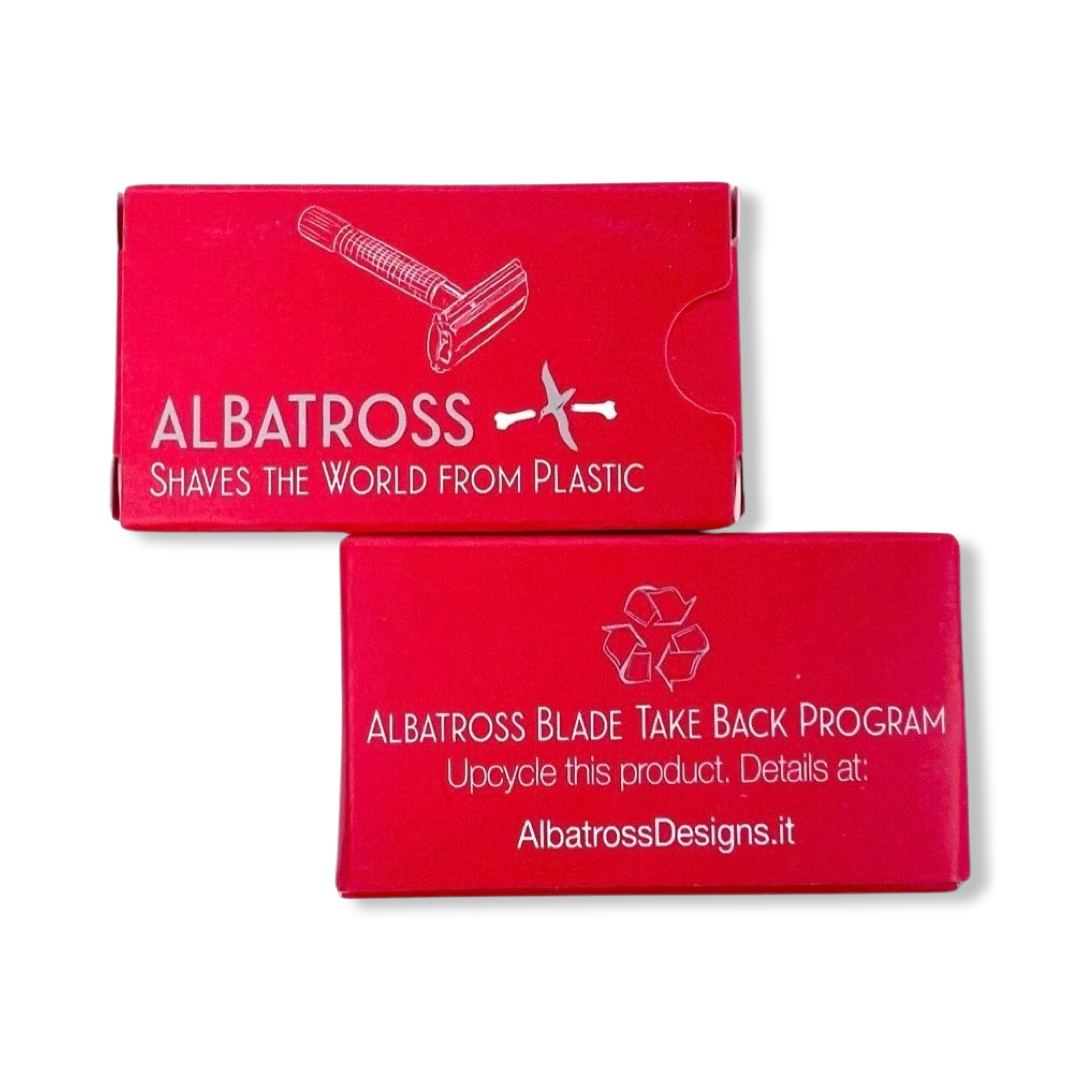 ALBATROSS
SHAVES THE WORLD FROM PLASTIC
ALBATROSS BLADE TAKE BACK PROGRAM
Upcycle this product. Details at:
AlbatrossDesigns.it